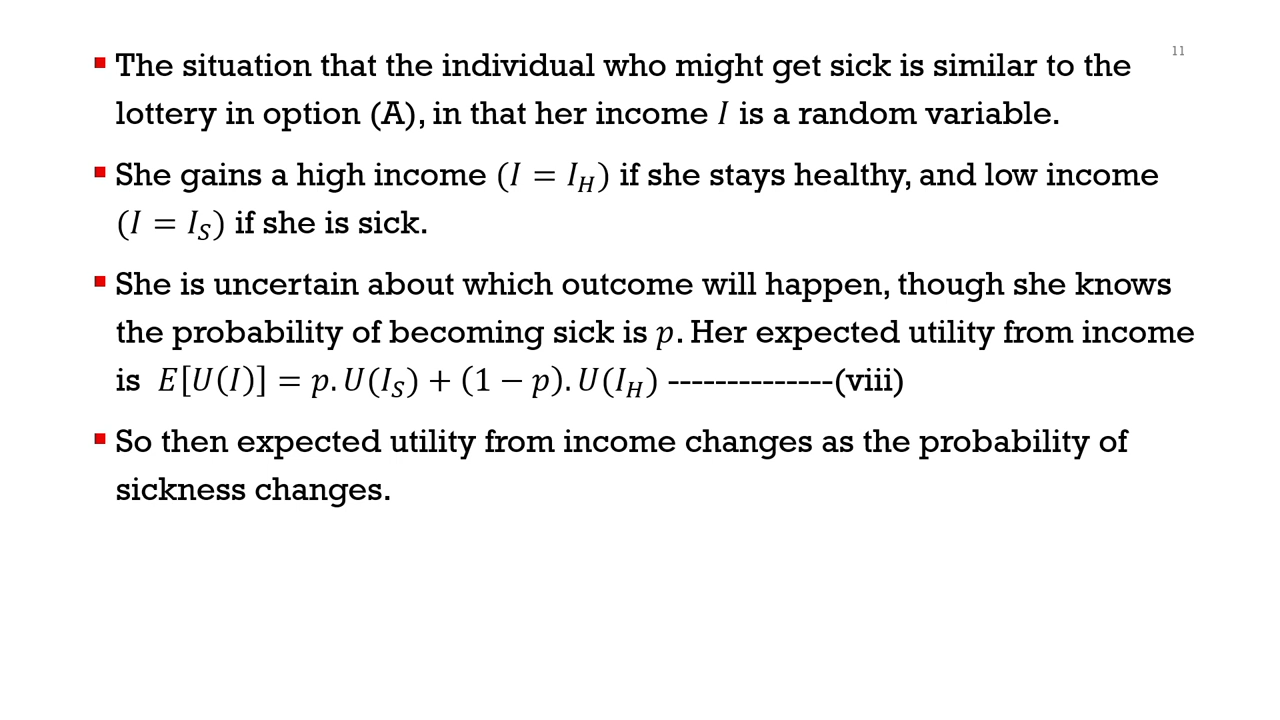 11
▪ The situation that the individual who might get sick is similar to the
lottery in option (A), in that her income 𝐼 is a random variable.
▪ She gains a high income (𝐼 = 𝐼_𝐻) if she stays healthy, and low income
(𝐼 = 𝐼_𝑆) if she is sick.
▪ She is uncertain about which outcome will happen, though she knows
the probability of becoming sick is 𝑝. Her expected utility from income
is 𝐸[𝑈(𝐼)] = 𝑝. 𝑈(𝐼_𝑆) + (1 − 𝑝). 𝑈(𝐼_𝐻) --------------(viii)
▪ So then expected utility from income changes as the probability of
sickness changes.